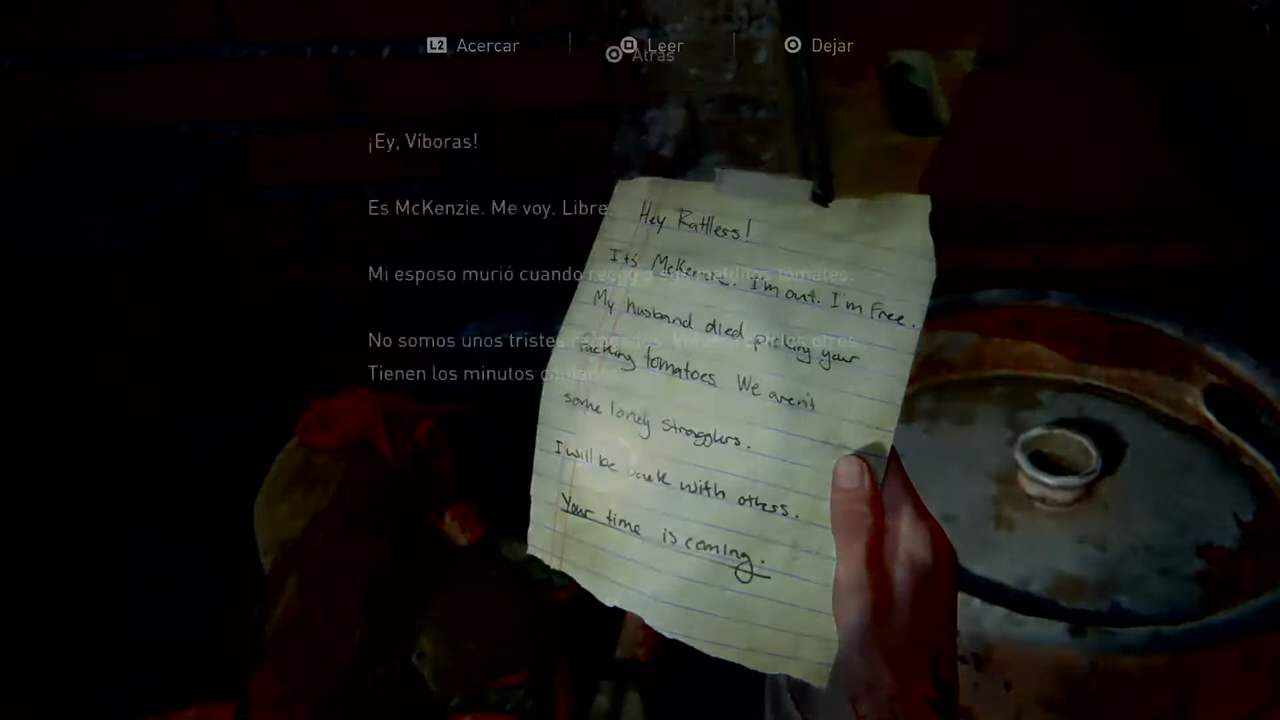 L2 Acercar
Leer
Atrás
Dejar
¡Ey, Víboras!
Es McKenzie. Me voy. Libre.
Mi esposo murió cuando tomates.
No somos unos tristes otros.
Tienen los minutos
Hey Rattlers!
It's McKenzie. I'm out. I'm Free.
My husband died picking your
fucking tomatoes. We aren't
some lonely stragglers.
I will be back with others.
Your time is coming.